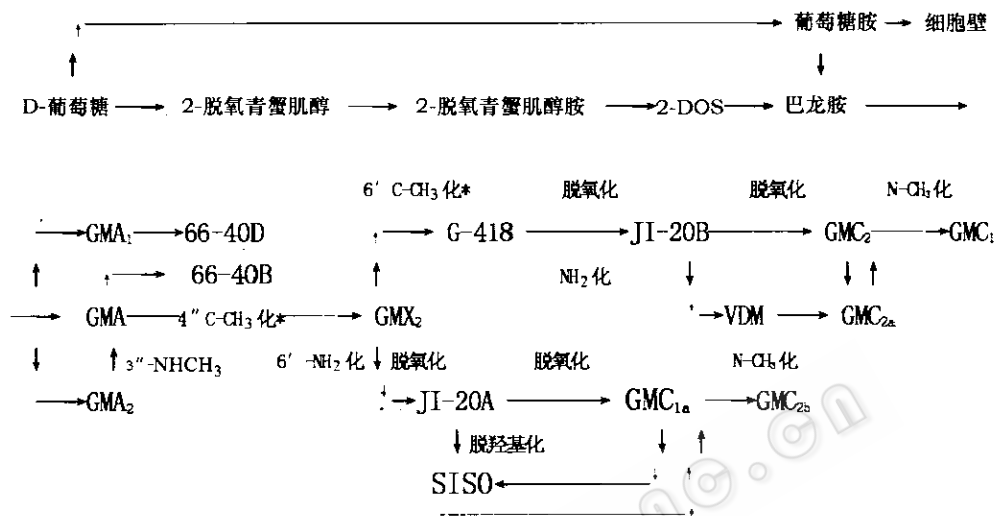 葡萄糖胺 细胞壁
D-葡萄糖 2-脱氧青蟹肌醇 2-脱氧青蟹肌醇胺 2-DOS 巴龙胺
6′ C-CH₃化* 脱氧化 脱氧化 N-CH₃化
GMA₁ 66-40D G-418 JI-20B GMC₂ GMC₁
66-40B NH₂化
GMA 4″C-CH₃化* GMX₂ VDM GMC₂ₐ
3″-NHCH₃ 6′-NH₂化 脱氧化 脱氧化 N-CH₃化
GMA₂ JI-20A GMC₁ₐ GMC₂b
脱羟基化
SISO
nc.cn